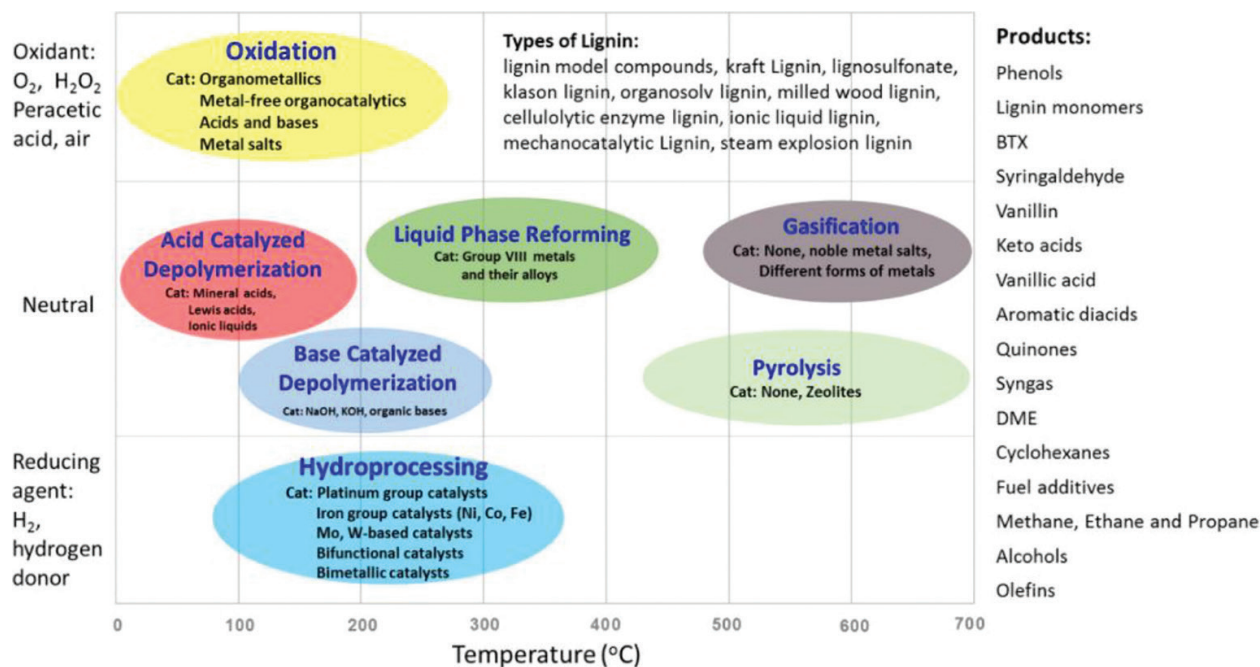 Oxidant:
O2, H2O2
Peracetic
acid, air
Oxidation
Cat: Organometallics
Metal-free organocatalytics
Acids and bases
Metal salts
Types of Lignin:
lignin model compounds, kraft Lignin, lignosulfonate,
klason lignin, organosolv lignin, milled wood lignin,
cellulolytic enzyme lignin, ionic liquid lignin,
mechanocatalytic Lignin, steam explosion lignin
Neutral
Acid Catalyzed
Depolymerization
Cat: Mineral acids,
Lewis acids,
Ionic liquids
Liquid Phase Reforming
Cat: Group VIII metals
and their alloys
Gasification
Cat: None, noble metal salts,
Different forms of metals
Base Catalyzed
Depolymerization
Cat: NaOH, KOH, organic bases
Pyrolysis
Cat: None, Zeolites
Reducing
agent:
H2,
hydrogen
donor
Hydroprocessing
Cat: Platinum group catalysts
Iron group catalysts (Ni, Co, Fe)
Mo, W-based catalysts
Bifunctional catalysts
Bimetallic catalysts
0 100 200 300 400 500 600 700
Temperature (°C)
Products:
Phenols
Lignin monomers
BTX
Syringaldehyde
Vanillin
Keto acids
Vanillic acid
Aromatic diacids
Quinones
Syngas
DME
Cyclohexanes
Fuel additives
Methane, Ethane and Propane
Alcohols
Olefins